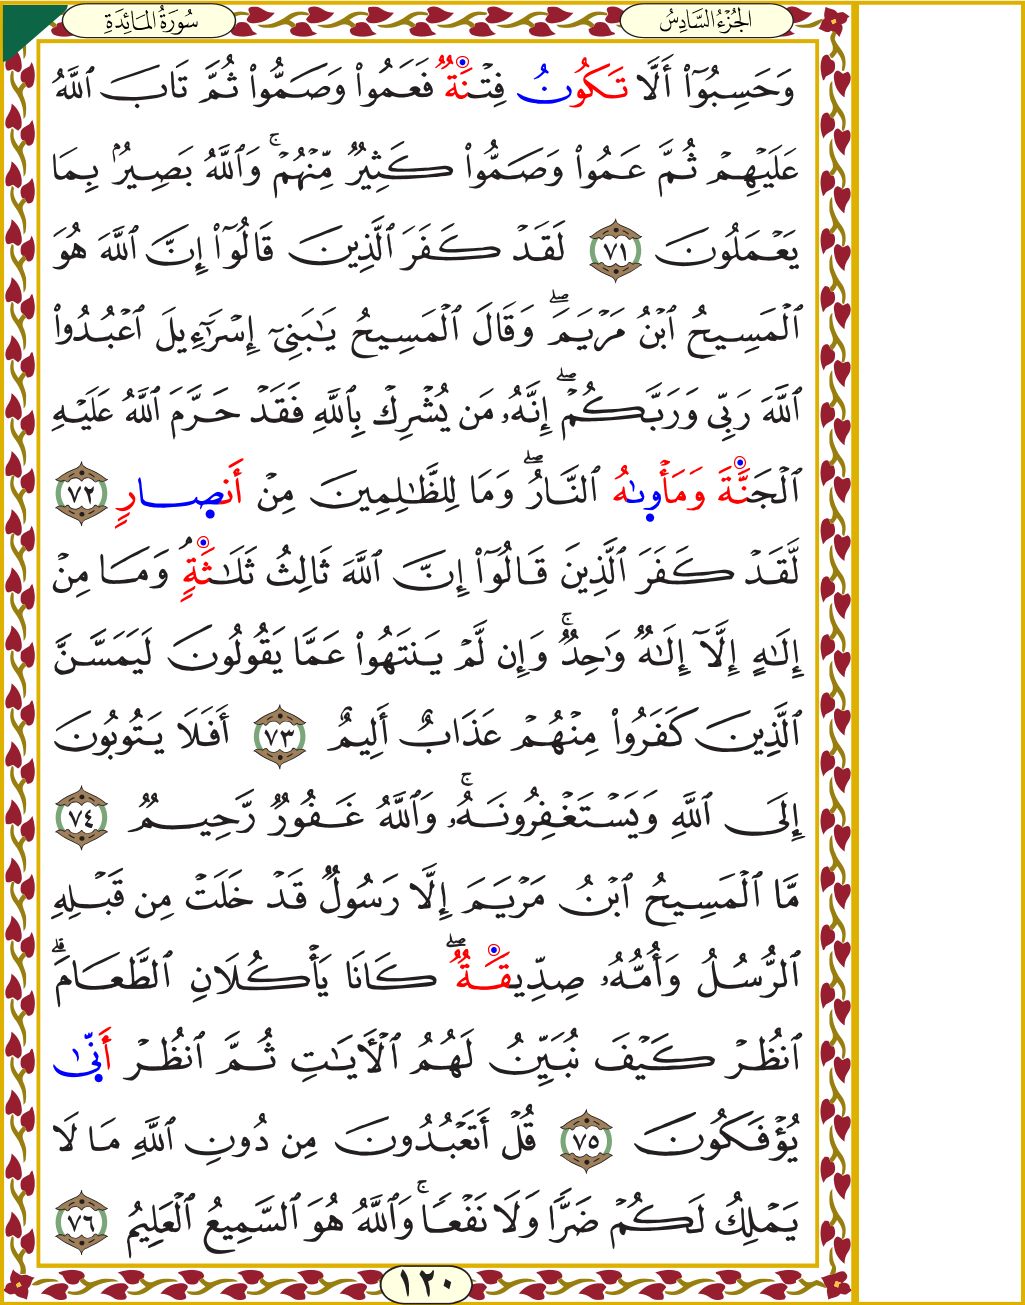 الجُزْءُ السَّادِسُ
سُورَةُ المَائِدَةِ
وَحَسِبُوٓا۟ أَلَّا تَكُونُ فِتْنَةٌ فَعَمُوا۟ وَصَمُّوا۟ ثُمَّ تَابَ ٱللَّهُ
عَلَيْهِمْ ثُمَّ عَمُوا۟ وَصَمُّوا۟ كَثِيرٌ مِّنْهُمْ ۚ وَٱللَّهُ بَصِيرٌۢ بِمَا
يَعْمَلُونَ ٧١ لَقَدْ كَفَرَ ٱلَّذِينَ قَالُوٓا۟ إِنَّ ٱللَّهَ هُوَ
ٱلْمَسِيحُ ٱبْنُ مَرْيَمَ ۖ وَقَالَ ٱلْمَسِيحُ يَـٰبَنِىٓ إِسْرَٰٓءِيلَ ٱعْبُدُوا۟
ٱللَّهَ رَبِّى وَرَبَّكُمْ ۖ إِنَّهُۥ مَن يُشْرِكْ بِٱللَّهِ فَقَدْ حَرَّمَ ٱللَّهُ عَلَيْهِ
ٱلْجَنَّةَ وَمَأْوَىٰهُ ٱلنَّارُ ۖ وَمَا لِلظَّـٰلِمِينَ مِنْ أَنصَارٍ ٧٢
لَّقَدْ كَفَرَ ٱلَّذِينَ قَالُوٓا۟ إِنَّ ٱللَّهَ ثَالِثُ ثَلَـٰثَةٍ ۘ وَمَا مِنْ
إِلَـٰهٍ إِلَّآ إِلَـٰهٌ وَٰحِدٌ ۚ وَإِن لَّمْ يَنتَهُوا۟ عَمَّا يَقُولُونَ لَيَمَسَّنَّ
ٱلَّذِينَ كَفَرُوا۟ مِنْهُمْ عَذَابٌ أَلِيمٌ ٧٣ أَفَلَا يَتُوبُونَ
إِلَى ٱللَّهِ وَيَسْتَغْفِرُونَهُۥ ۚ وَٱللَّهُ غَفُورٌ رَّحِيمٌ ٧٤
مَّا ٱلْمَسِيحُ ٱبْنُ مَرْيَمَ إِلَّا رَسُولٌ قَدْ خَلَتْ مِن قَبْلِهِ
ٱلرُّسُلُ وَأُمُّهُۥ صِدِّيقَةٌ ۖ كَانَا يَأْكُلَانِ ٱلطَّعَامَ ۗ
ٱنظُرْ كَيْفَ نُبَيِّنُ لَهُمُ ٱلْـَٔايَـٰتِ ثُمَّ ٱنظُرْ أَنَّىٰ
يُؤْفَكُونَ ٧٥ قُلْ أَتَعْبُدُونَ مِن دُونِ ٱللَّهِ مَا لَا
يَمْلِكُ لَكُمْ ضَرًّا وَلَا نَفْعًا ۚ وَٱللَّهُ هُوَ ٱلسَّمِيعُ ٱلْعَلِيمُ ٧٦
١٢٠